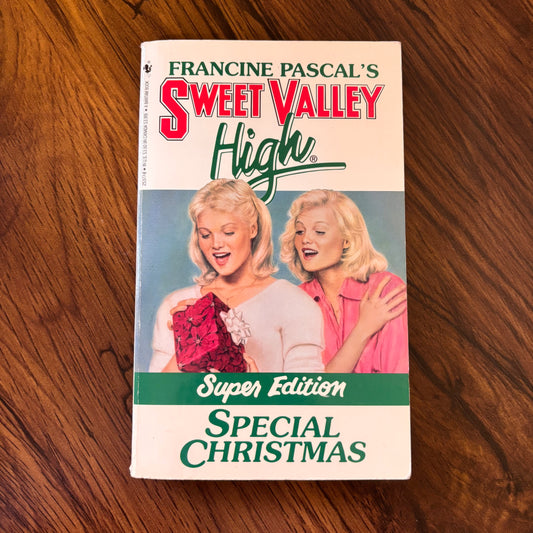 FRANCINE PASCAL'S
SWEET VALLEY
High®
Super Edition
SPECIAL
CHRISTMAS